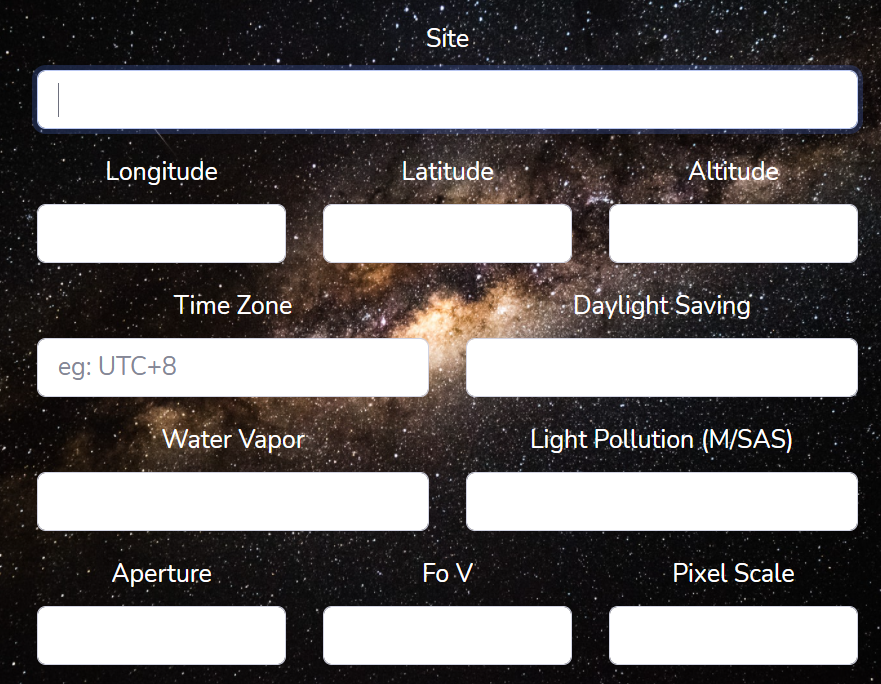 Site
Longitude Latitude Altitude
Time Zone Daylight Saving
eg: UTC+8
Water Vapor Light Pollution (M/SAS)
Aperture Fo V Pixel Scale